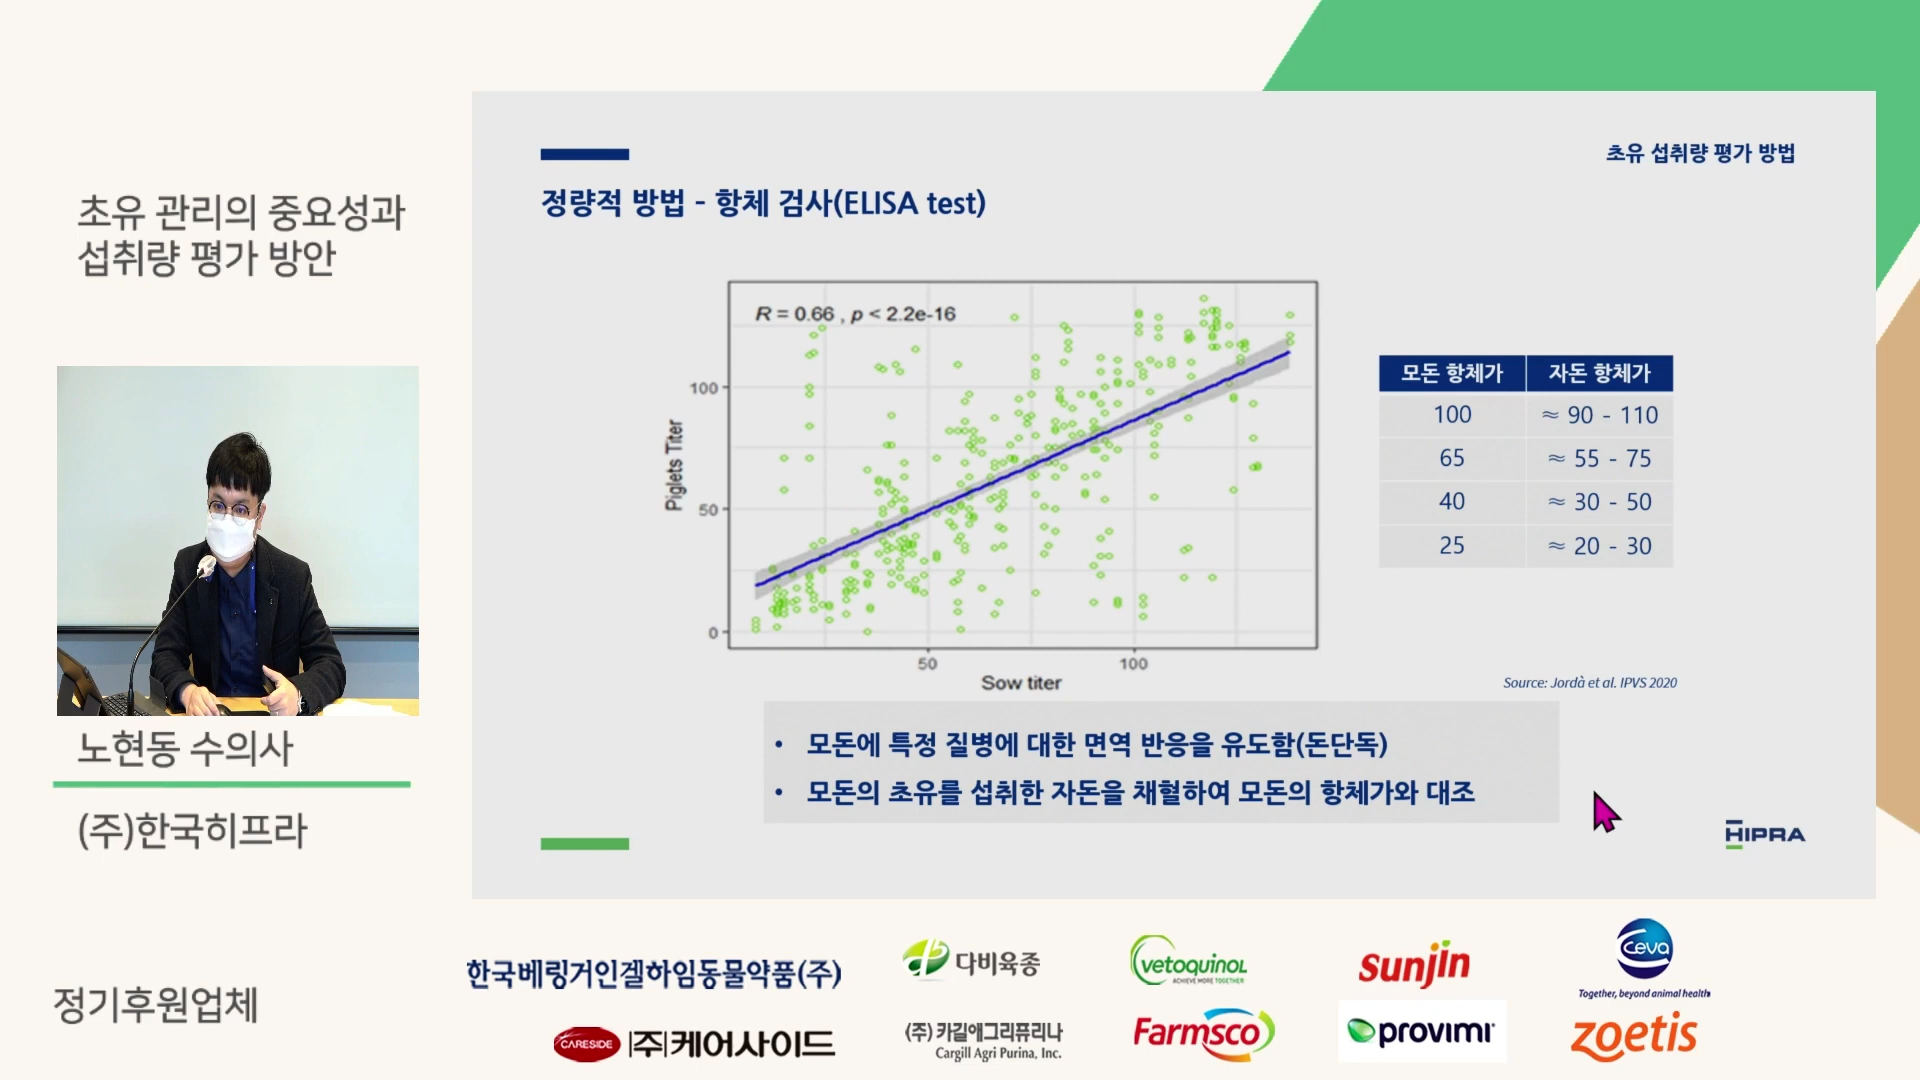 초유 관리의 중요성과
섭취량 평가 방안
노현동 수의사
(주)한국히프라
초유 섭취량 평가 방법
정량적 방법 - 항체 검사(ELISA test)
R = 0.66 , p < 2.2e-16
Piglets Titer
100
50
0
50 100
Sow titer
모돈 항체가 자돈 항체가
100 ≈ 90 - 110
65 ≈ 55 - 75
40 ≈ 30 - 50
25 ≈ 20 - 30
Source: Jordà et al. IPVS 2020
• 모돈에 특정 질병에 대한 면역 반응을 유도함(돈단독)
• 모돈의 초유를 섭취한 자돈을 채혈하여 모돈의 항체가와 대조
HIPRA
정기후원업체
한국베링거인겔하임동물약품(주)
다비육종
Vetoquinol
ACHIEVE MORE TOGETHER
Sunjin
Ceva
Together, beyond animal health
CARESIDE (주)케어사이드
(주) 카길애그리퓨리나
Cargill Agri Purina, Inc.
Farmsco
provimi
zoetis